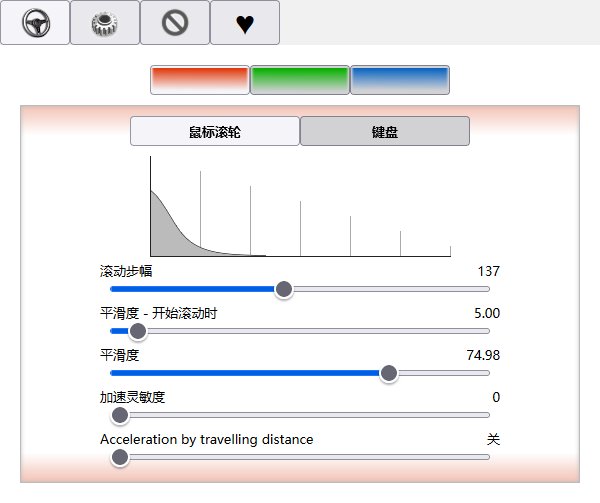 鼠标滚轮 键盘
滚动步幅 137
平滑度 - 开始滚动时 5.00
平滑度 74.98
加速灵敏度 0
Acceleration by travelling distance 关